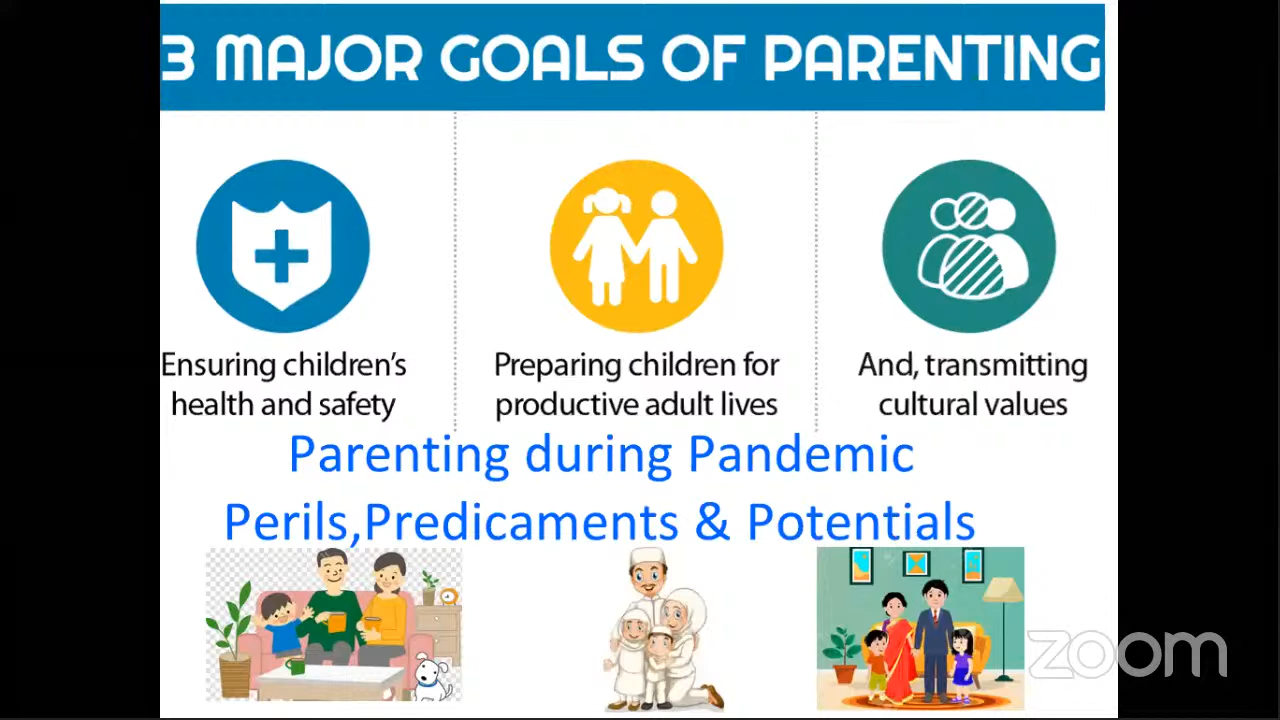 3 MAJOR GOALS OF PARENTING
Ensuring children's
health and safety
Preparing children for
productive adult lives
And, transmitting
cultural values
Parenting during Pandemic
Perils,Predicaments & Potentials
zoom